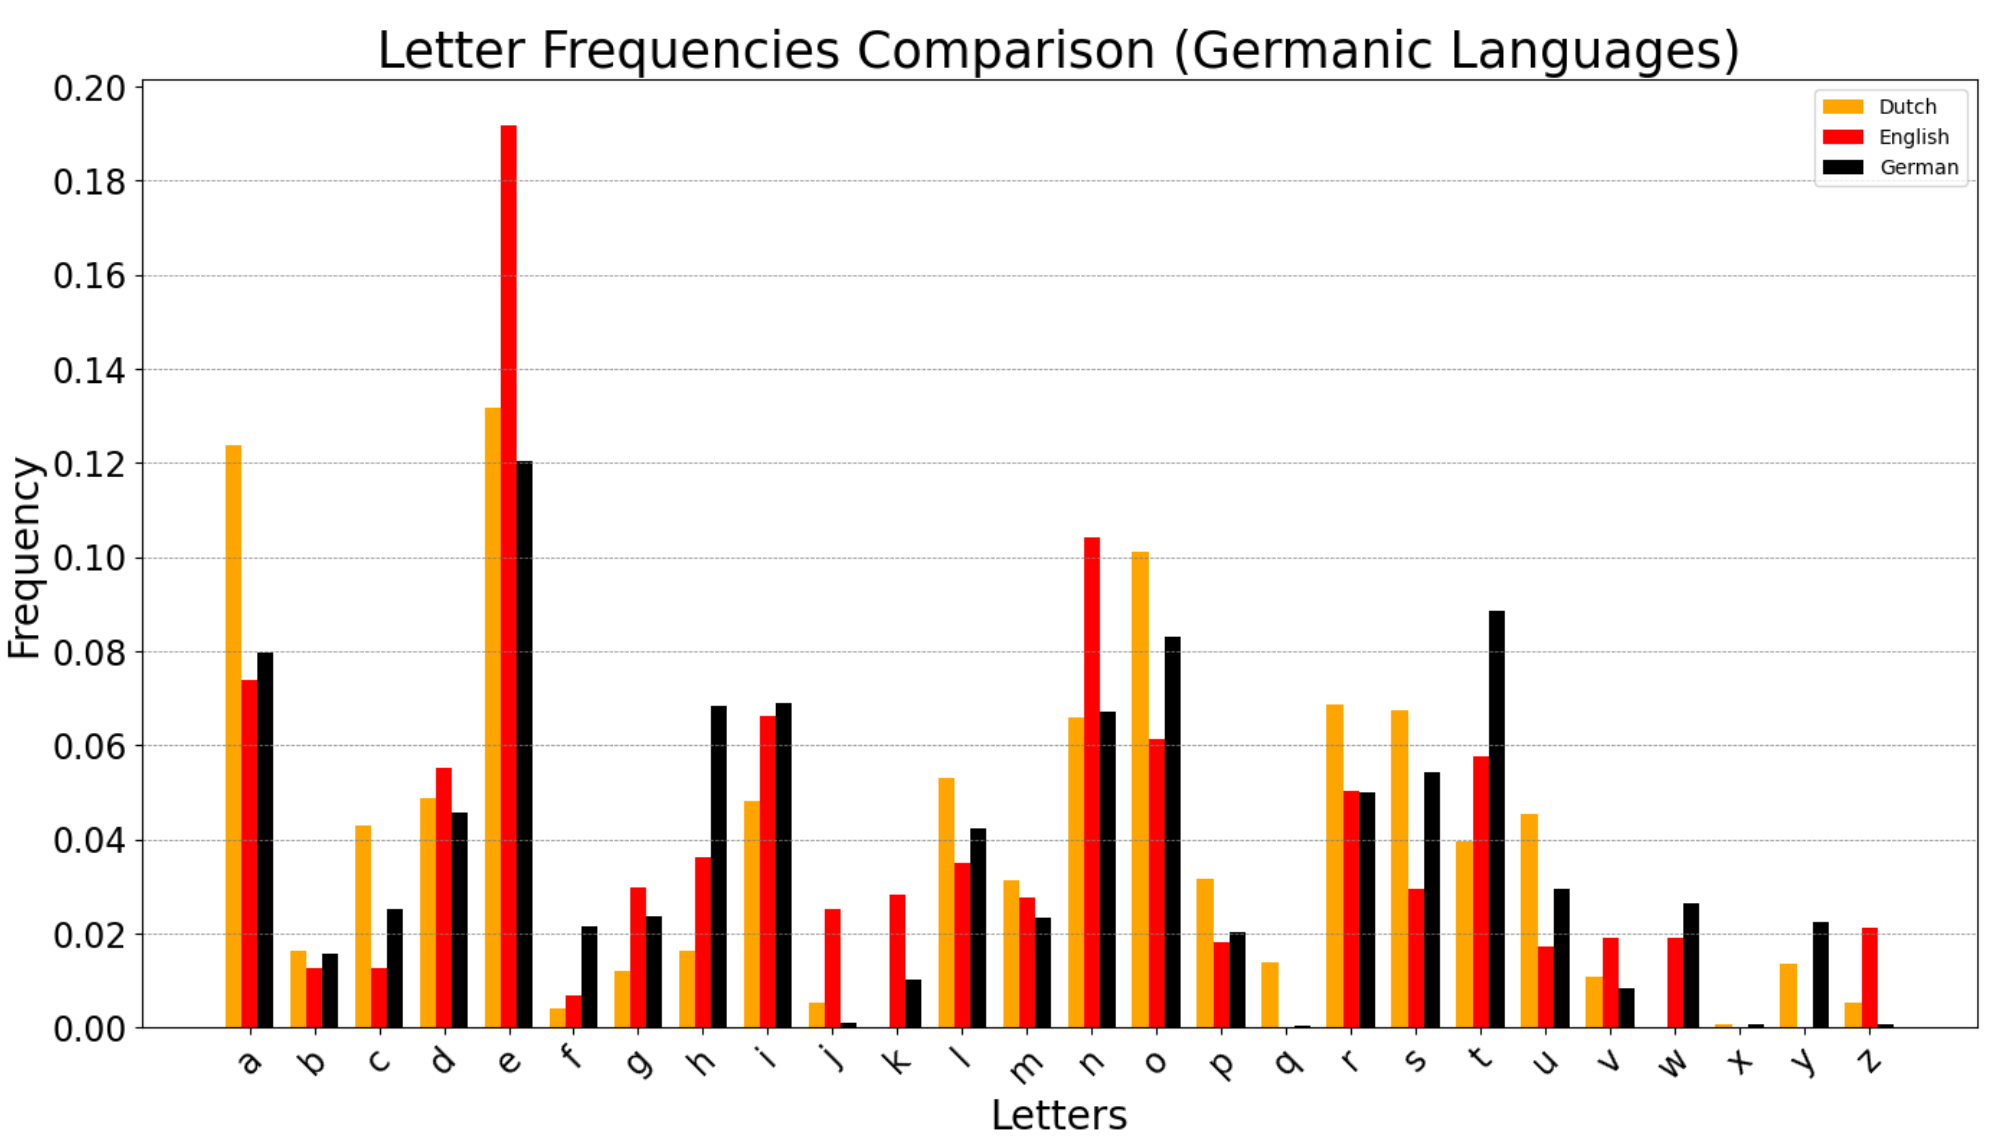 Letter Frequencies Comparison (Germanic Languages)
Frequency
0.20
0.18
0.16
0.14
0.12
0.10
0.08
0.06
0.04
0.02
0.00
Dutch
English
German
a b c d e f g h i j k l m n o p q r s t u v w x y z
Letters